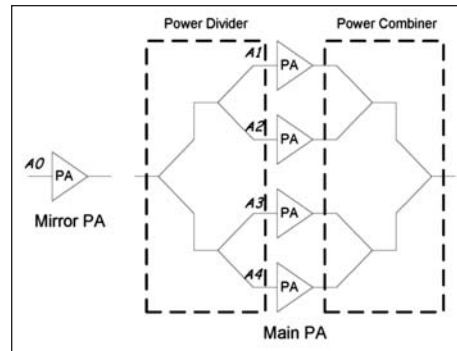 Power Divider
Power Combiner
A1
PA
A2
PA
A0
PA
Mirror PA
A3
PA
A4
PA
Main PA